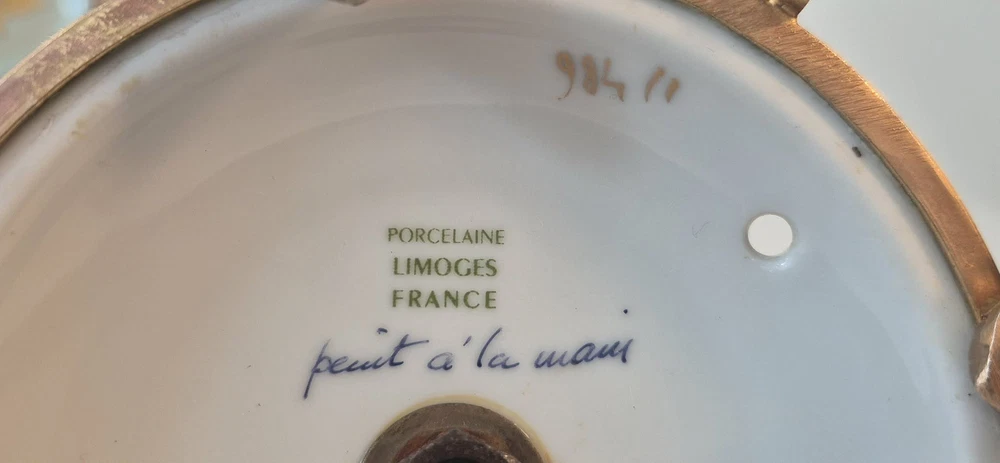 984 11
PORCELAINE
LIMOGES
FRANCE
peint à la main